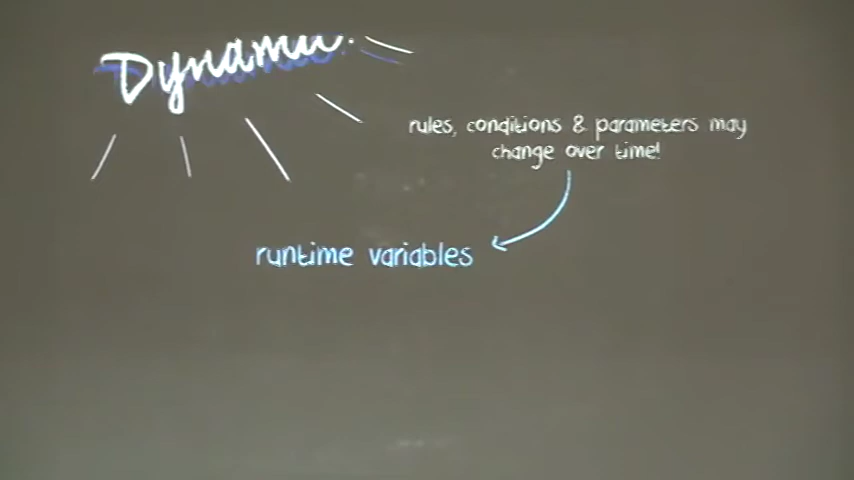 Dynamic!
rules, conditions & parameters may
change over time!
runtime variables